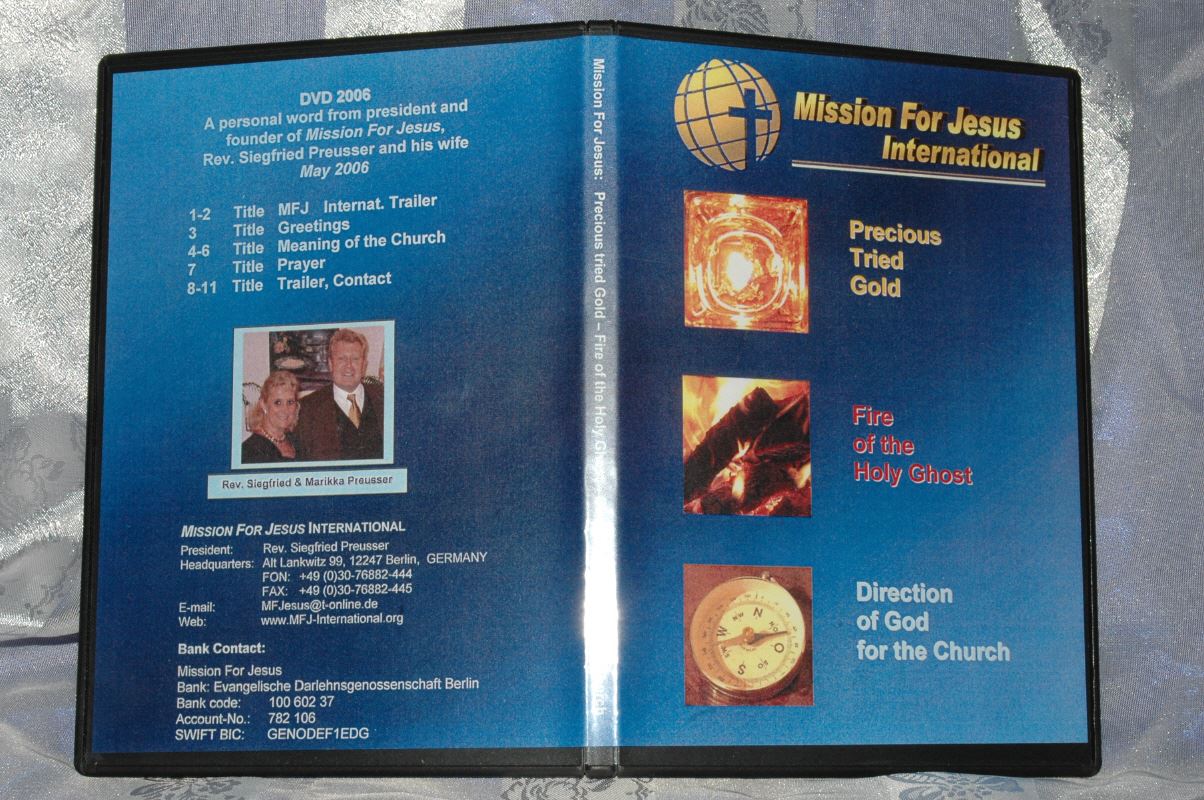 DVD 2006
A personal word from president and
founder of Mission For Jesus,
Rev. Siegfried Preusser and his wife
May 2006
1-2 Title MFJ Internat. Trailer
3 Title Greetings
4-6 Title Meaning of the Church
7 Title Prayer
8-11 Title Trailer, Contact
Rev. Siegfried & Marikka Preusser
MISSION FOR JESUS INTERNATIONAL
President: Rev. Siegfried Preusser
Headquarters: Alt Lankwitz 99, 12247 Berlin, GERMANY
FON: +49 (0)30-76882-444
FAX: +49 (0)30-76882-445
E-mail: MFJesus@t-online.de
Web: www.MFJ-International.org
Bank Contact:
Mission For Jesus
Bank: Evangelische Darlehnsgenossenschaft Berlin
Bank code: 100 602 37
Account-No.: 782 106
SWIFT BIC: GENODEF1EDG
Mission For Jesus: Precious tried Gold – Fire of the Holy
Mission For Jesus
International
Precious
Tried
Gold
Fire
of the
Holy Ghost
Direction
of God
for the Church
N
NO
O
SO
S
SW
W
NW